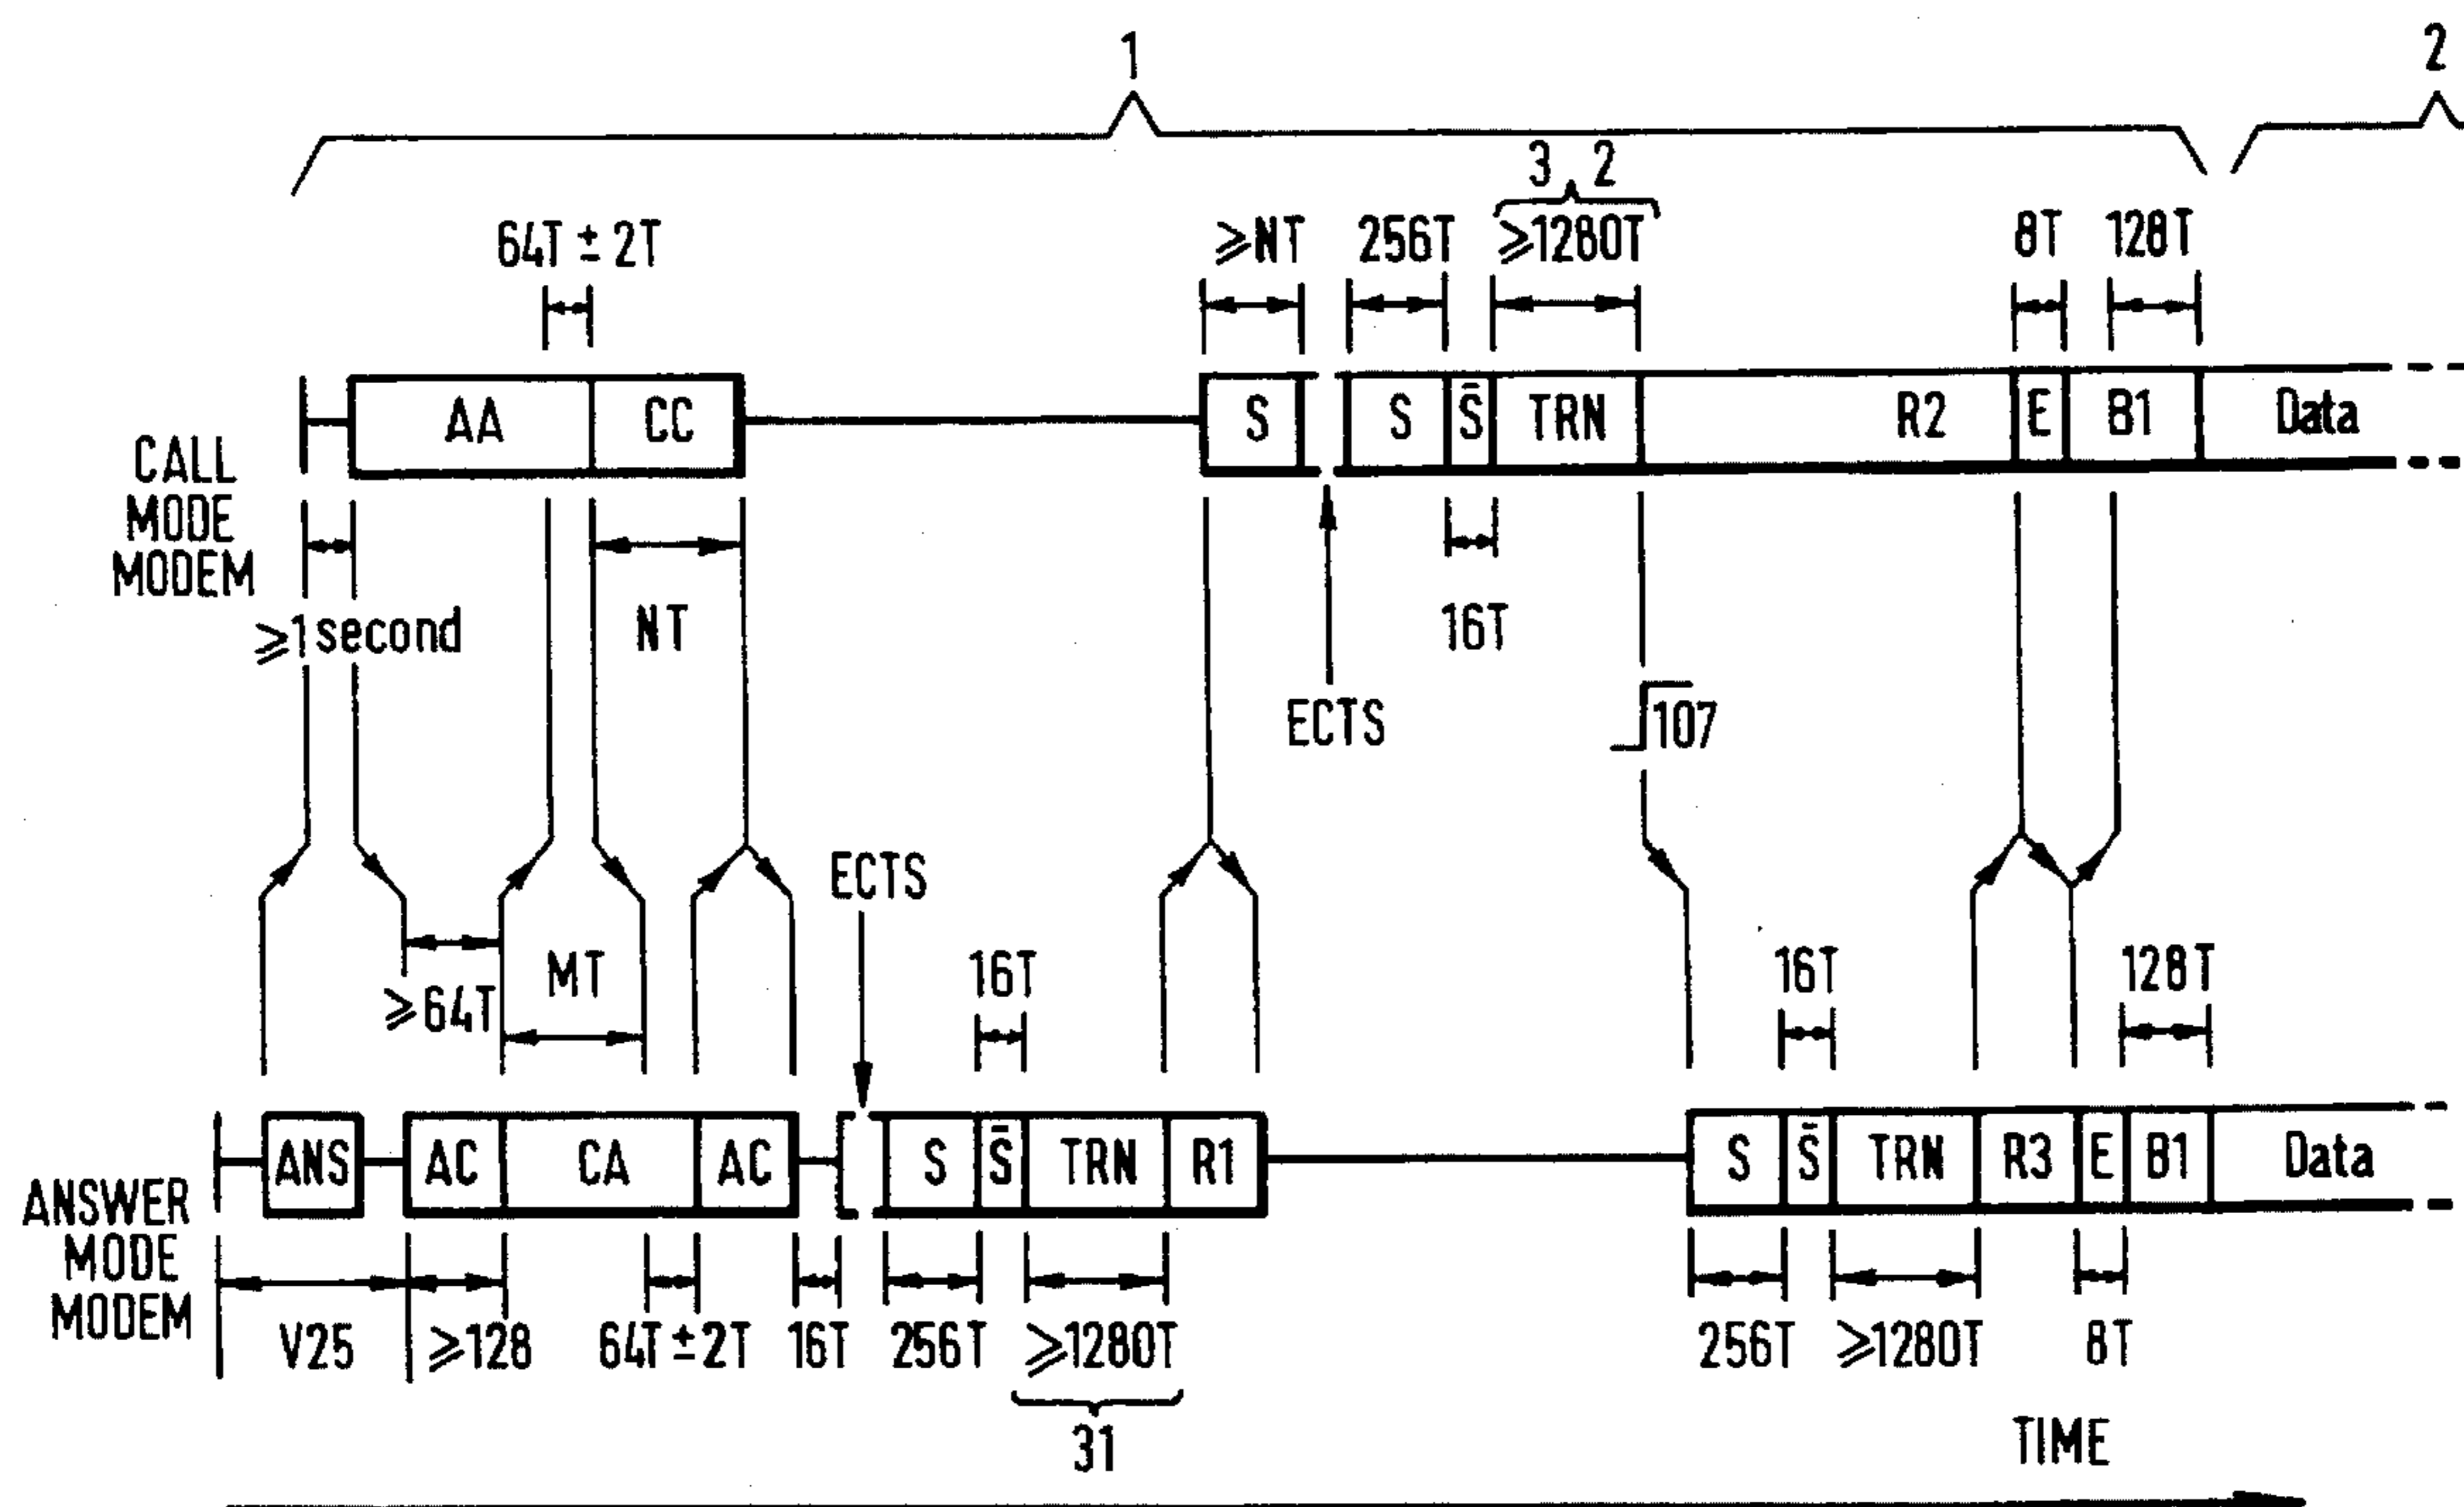 1
2
3 2
64T ± 2T
≥NT
256T
≥1280T
8T
128T
AA
CC
S
S
S̄
TRN
R2
E
B1
Data
CALL
MODE
MODEM
≥1 second
NT
16T
ECTS
107
ECTS
MT
≥64T
16T
16T
128T
ANS
AC
CA
AC
S
S̄
TRN
R1
S
S̄
TRN
R3
E
B1
Data
ANSWER
MODE
MODEM
V25
≥128
64T ±2T
16T
256T
≥1280T
256T
≥1280T
8T
31
TIME